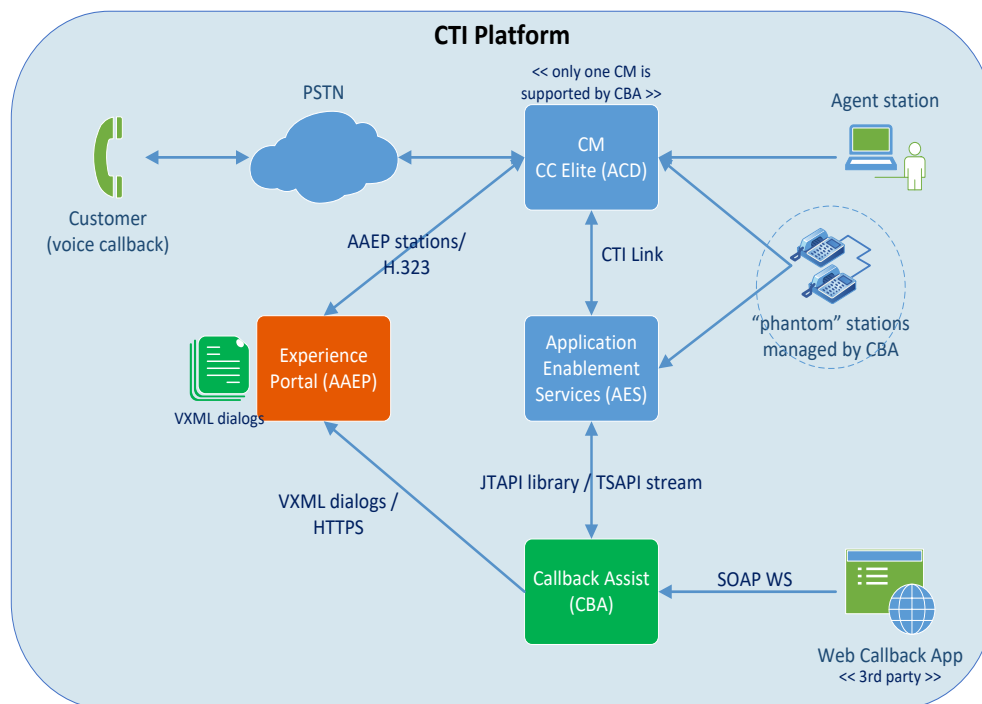 CTI Platform
<< only one CM is
supported by CBA >>
PSTN
Agent station
CM
CC Elite (ACD)
Customer
(voice callback)
AAEP stations/
H.323
CTI Link
"phantom" stations
managed by CBA
Experience
Portal (AAEP)
Application
Enablement
Services (AES)
VXML dialogs
JTAPI library / TSAPI stream
VXML dialogs /
HTTPS
Callback Assist
(CBA)
SOAP WS
Web Callback App
<< 3rd party >>